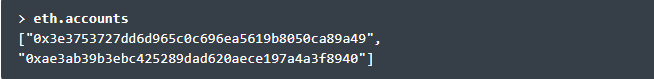 > eth.accounts
["0x3e3753727dd6d965c0c696ea5619b8050ca89a49",
"0xae3ab39b3ebc425289dad620aece197a4a3f8940"]